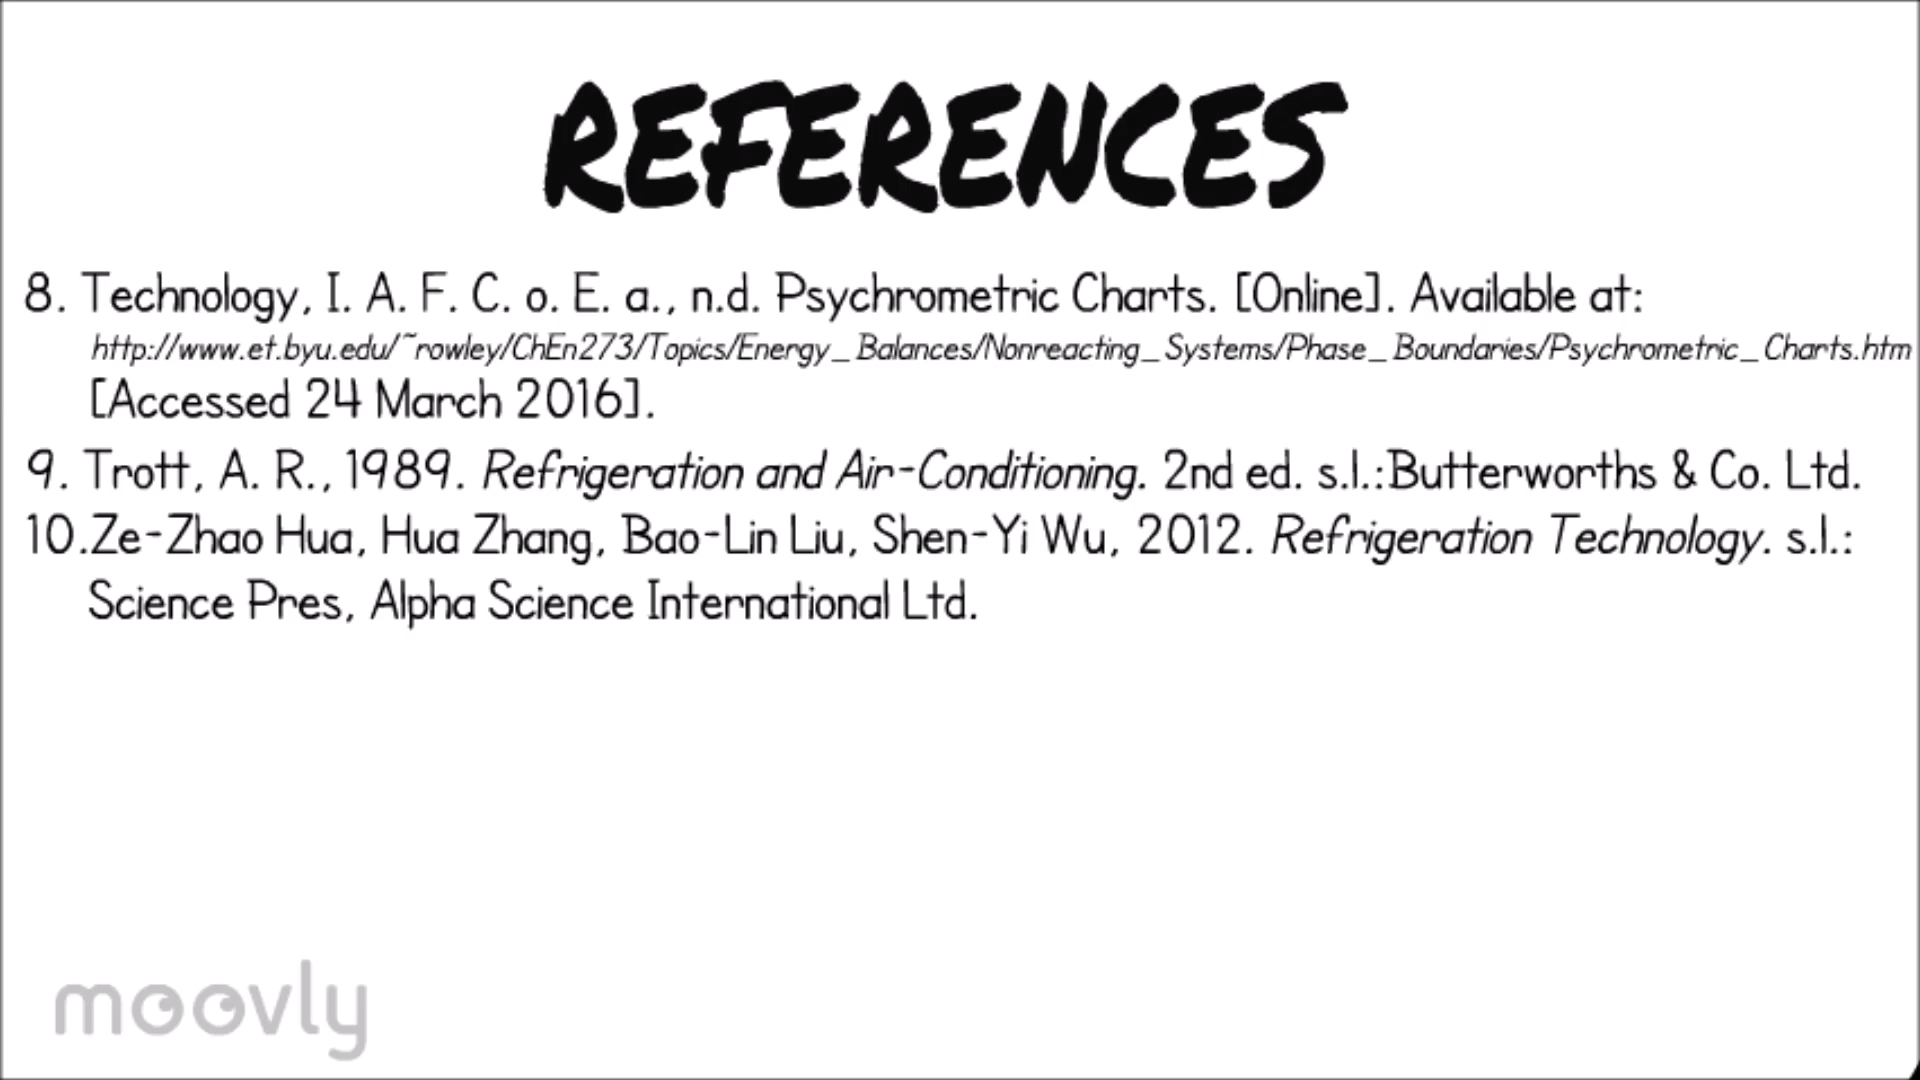 REFERENCES
8. Technology, I. A. F. C. o. E. a., n.d. Psychrometric Charts. [Online]. Available at:
http://www.et.byu.edu/~rowley/ChEn273/Topics/Energy_Balances/Nonreacting_Systems/Phase_Boundaries/Psychrometric_Charts.htm
[Accessed 24 March 2016].
9. Trott, A. R., 1989. Refrigeration and Air-Conditioning. 2nd ed. s.l.:Butterworths & Co. Ltd.
10.Ze-Zhao Hua, Hua Zhang, Bao-Lin Liu, Shen-Yi Wu, 2012. Refrigeration Technology. s.l.:
Science Pres, Alpha Science International Ltd.
moovly